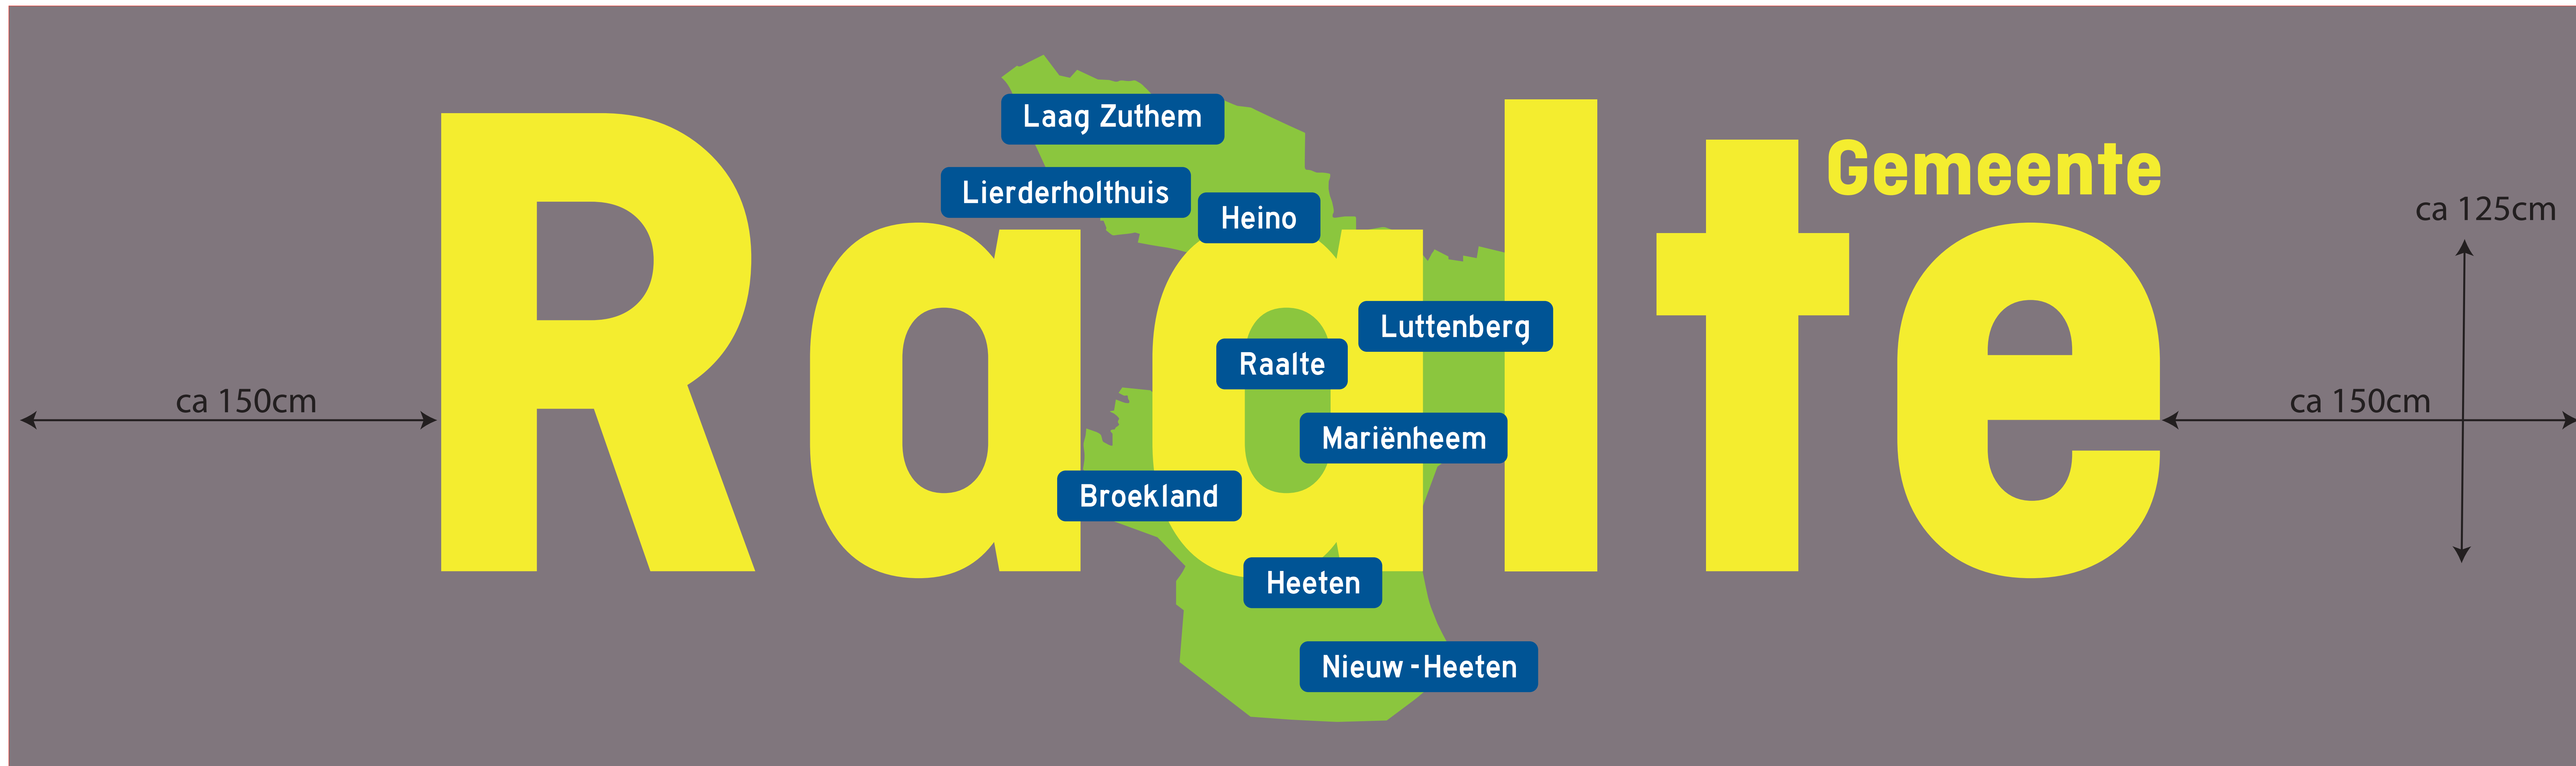 Gemeente
Raalte
Laag Zuthem
Lierderholthuis
Heino
Luttenberg
Raalte
Mariënheem
Broekland
Heeten
Nieuw-Heeten
ca 150cm
ca 125cm
ca 150cm